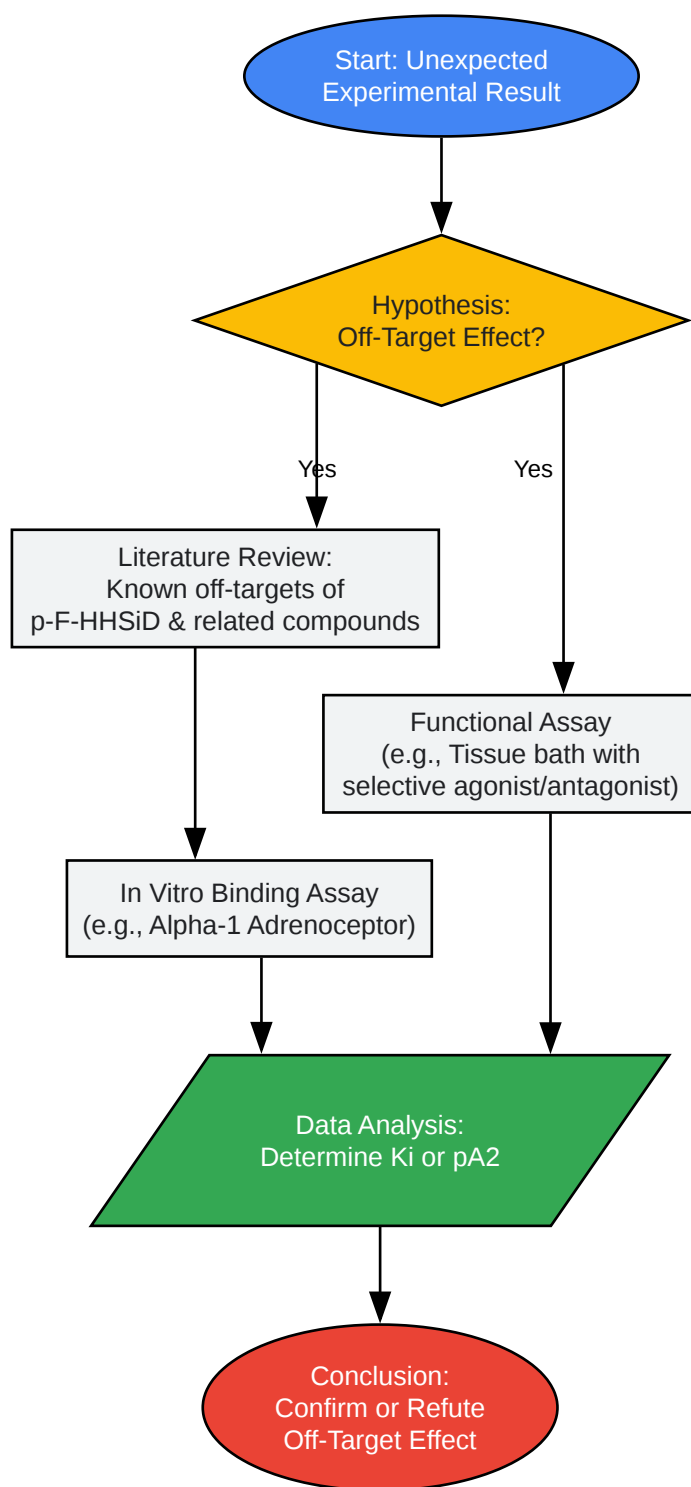 Start: Unexpected
Experimental Result
Hypothesis:
Off-Target Effect?
Yes
Yes
Literature Review:
Known off-targets of
p-F-HHSiD & related compounds
Functional Assay
(e.g., Tissue bath with
selective agonist/antagonist)
In Vitro Binding Assay
(e.g., Alpha-1 Adrenoceptor)
Data Analysis:
Determine Ki or pA2
Conclusion:
Confirm or Refute
Off-Target Effect